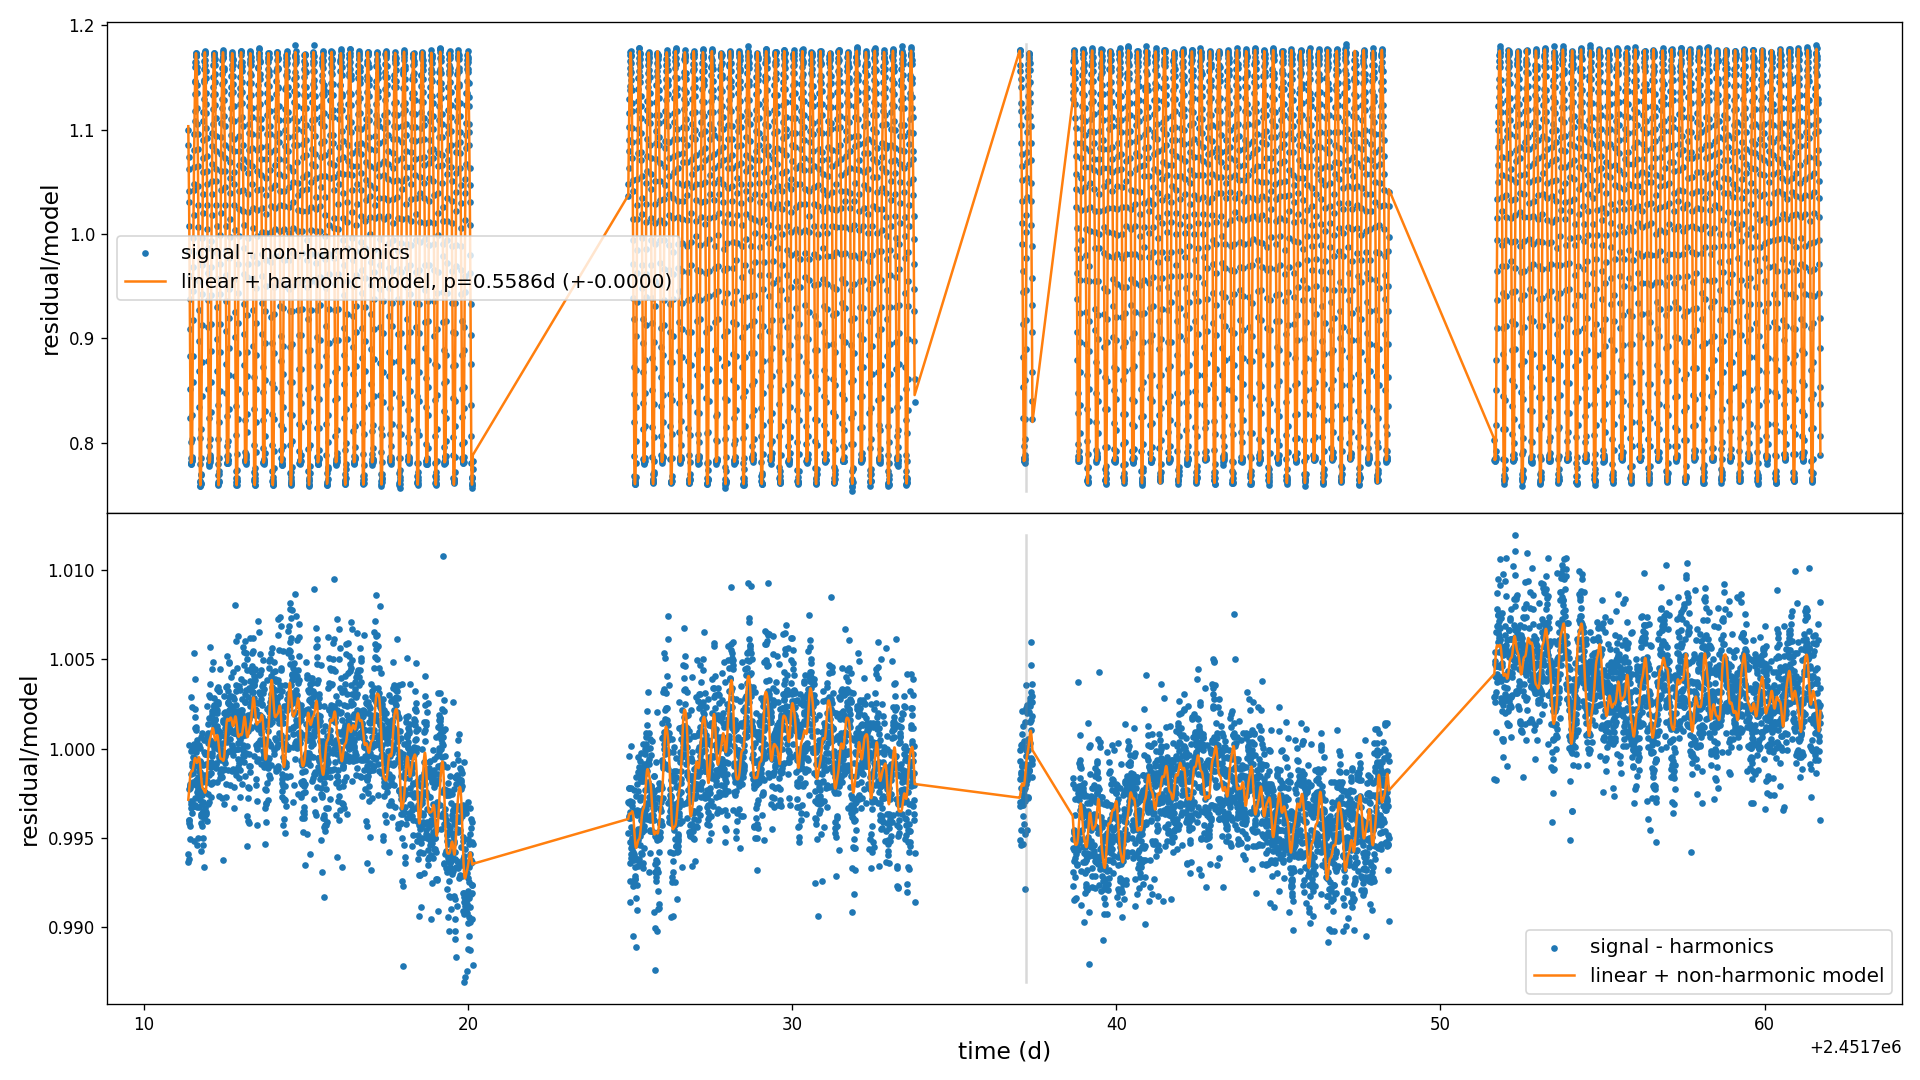 1.2
1.1
1.0
0.9
0.8
residual/model
signal - non-harmonics
linear + harmonic model, p=0.5586d (+-0.0000)
1.010
1.005
1.000
0.995
0.990
residual/model
signal - harmonics
linear + non-harmonic model
10 20 30 40 50 60
time (d)
+2.4517e6